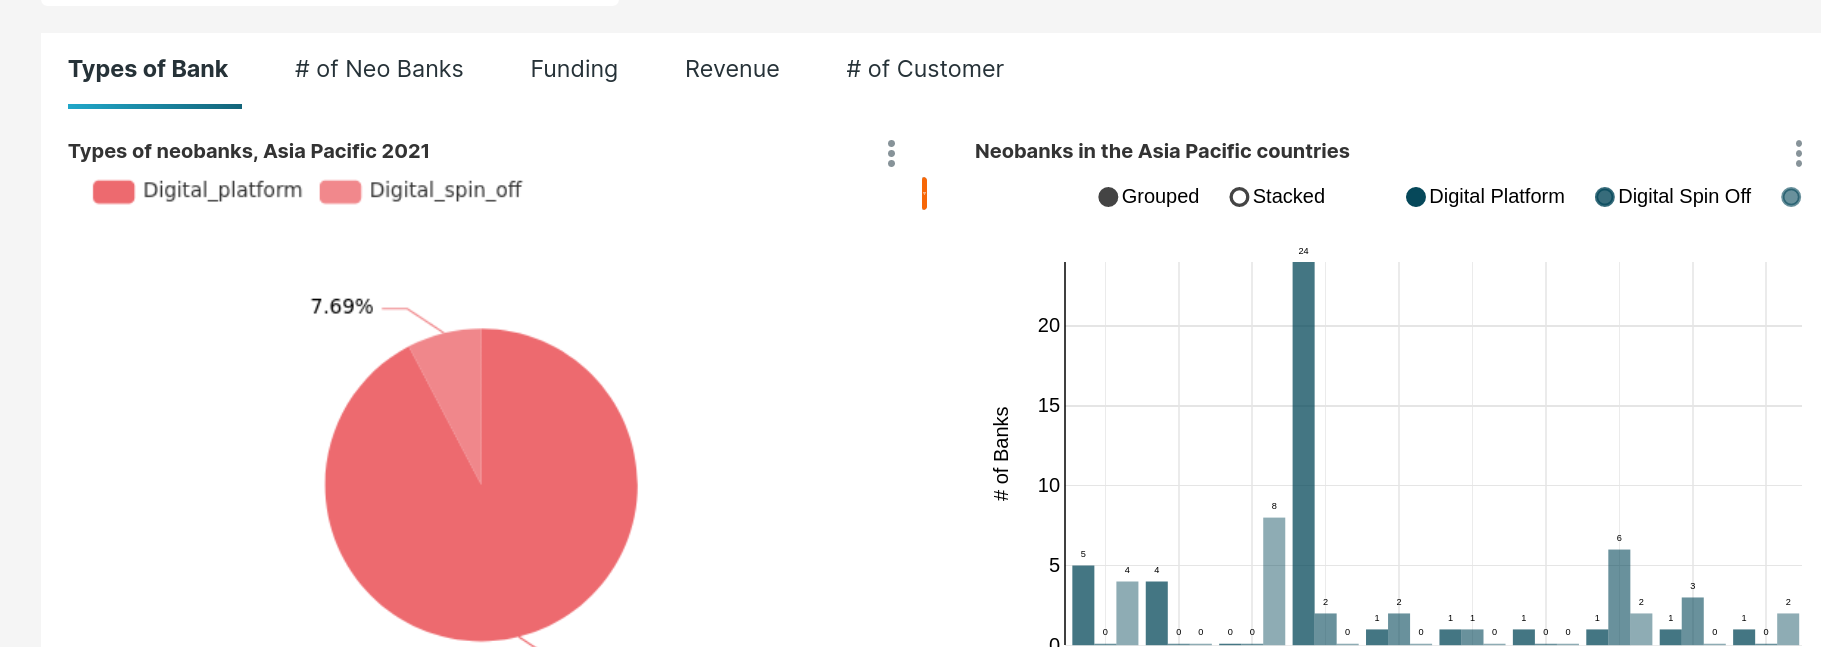 Types of Bank # of Neo Banks Funding Revenue # of Customer
Types of neobanks, Asia Pacific 2021
Digital_platform Digital_spin_off
7.69%
Neobanks in the Asia Pacific countries
Grouped Stacked Digital Platform Digital Spin Off
# of Banks
20
15
10
5
0
5 0 4 4 0 0 0 0 8 24 2 0 1 2 0 1 1 0 1 0 0 1 6 2 1 3 0 1 0 2